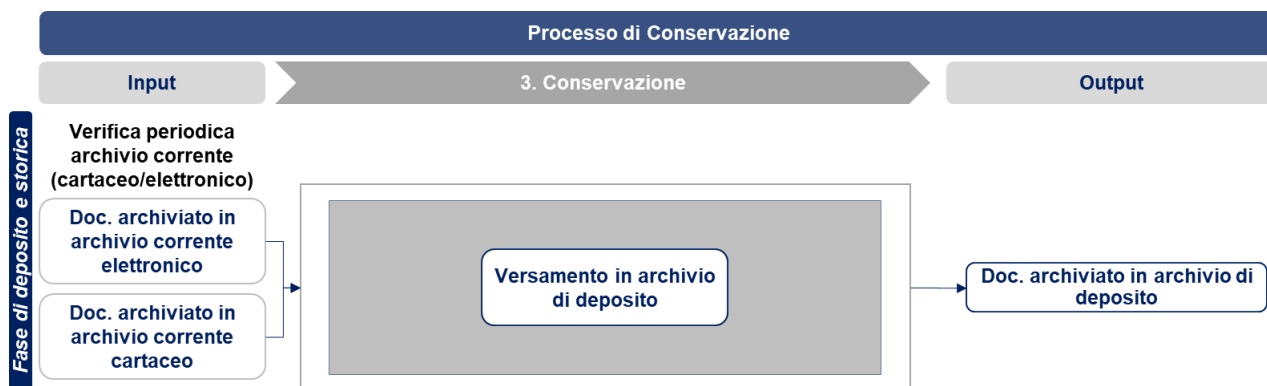 Processo di Conservazione
Input
3. Conservazione
Output
Fase di deposito e storica
Verifica periodica
archivio corrente
(cartaceo/elettronico)
Doc. archiviato in
archivio corrente
elettronico
Doc. archiviato in
archivio corrente
cartaceo
Versamento in archivio
di deposito
Doc. archiviato in archivio di
deposito